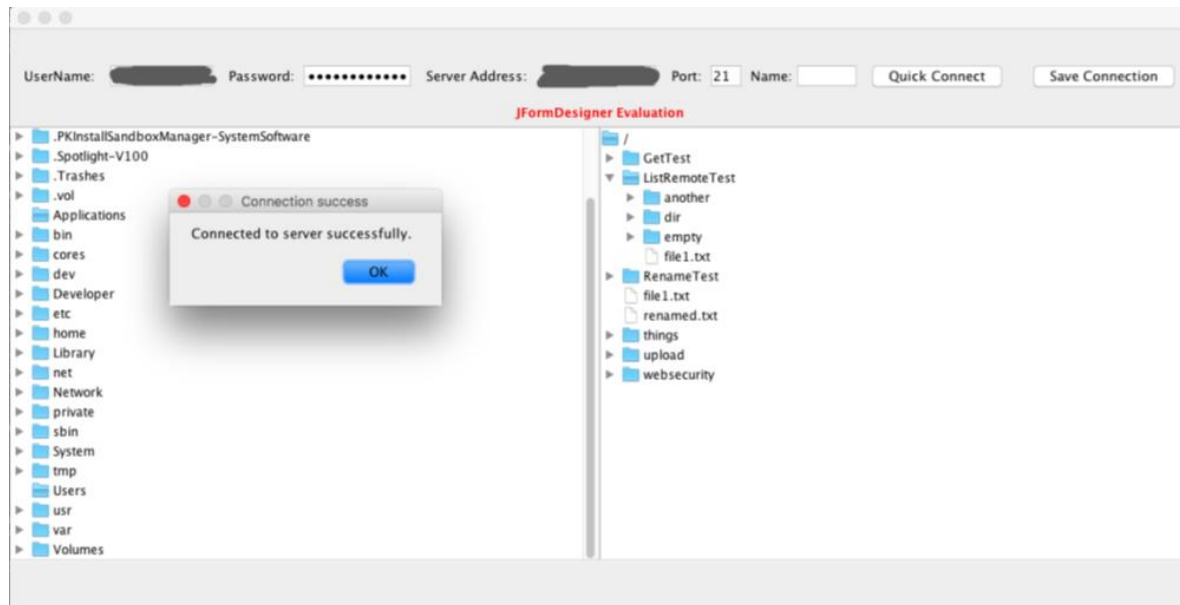 UserName: Password: •••••••••••• Server Address: Port: 21 Name: Quick Connect Save Connection
JFormDesigner Evaluation
.PKInstallSandboxManager-SystemSoftware
.Spotlight-V100
.Trashes
.vol
Applications
bin
cores
dev
Developer
etc
home
Library
net
Network
private
sbin
System
tmp
Users
usr
var
Volumes
Connection success
Connected to server successfully.
OK
/
GetTest
ListRemoteTest
another
dir
empty
file1.txt
RenameTest
file1.txt
renamed.txt
things
upload
websecurity